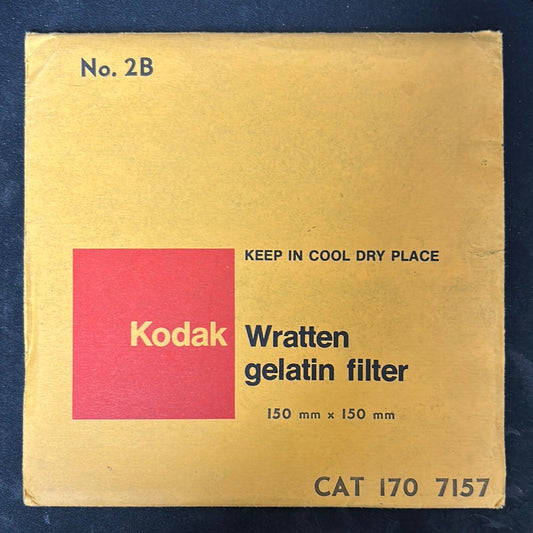 No. 2B
KEEP IN COOL DRY PLACE
Kodak Wratten
gelatin filter
150 mm x 150 mm
CAT 170 7157